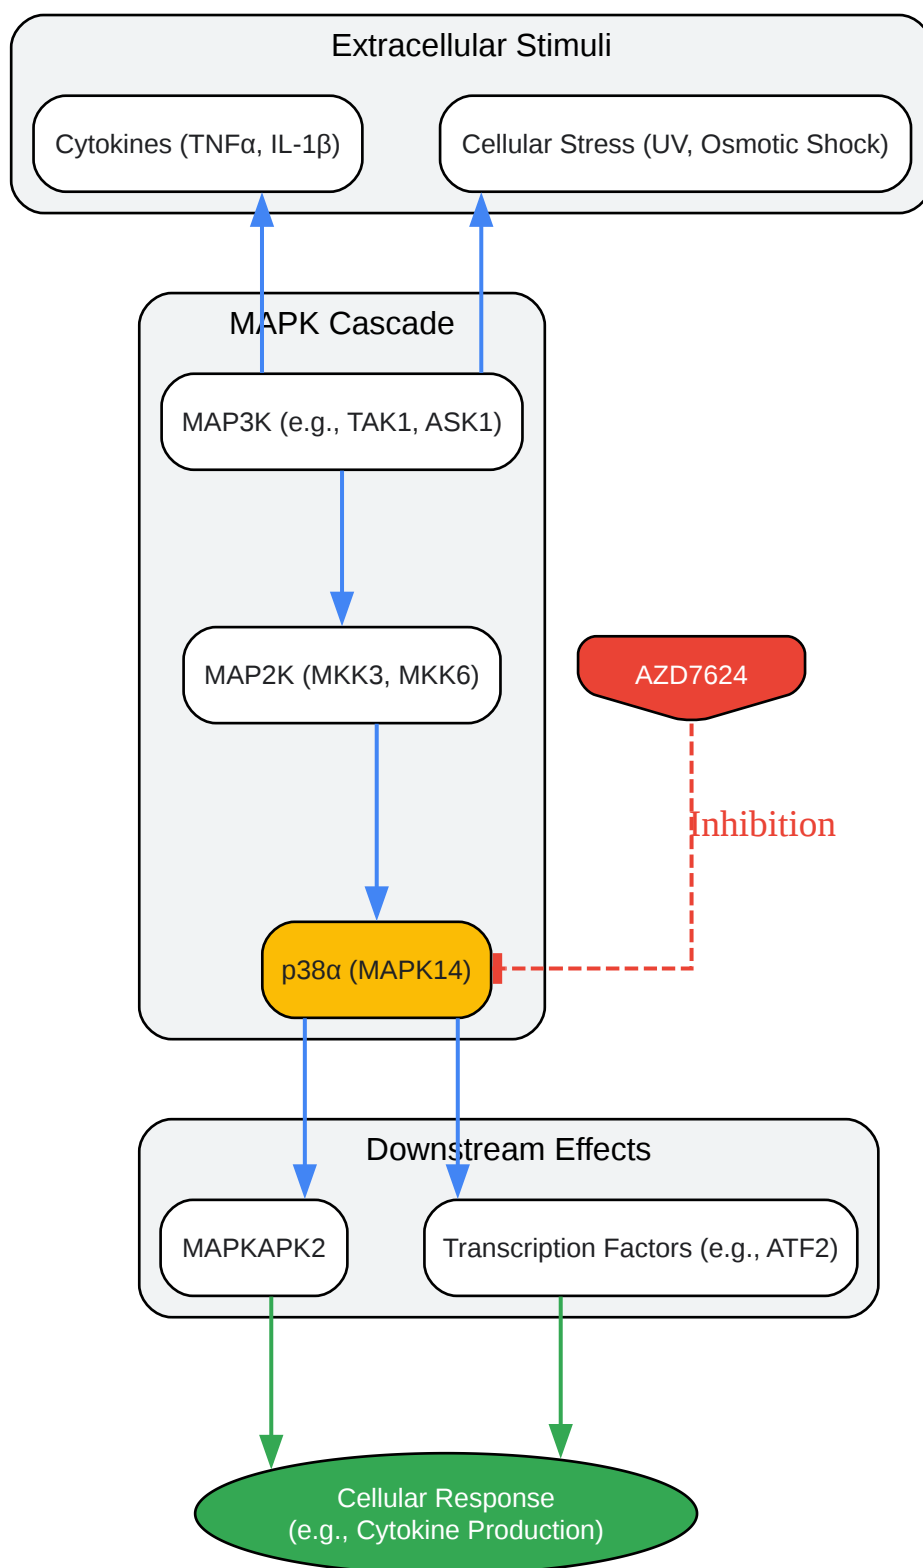 Extracellular Stimuli
Cytokines (TNFα, IL-1β)
Cellular Stress (UV, Osmotic Shock)
MAPK Cascade
MAP3K (e.g., TAK1, ASK1)
MAP2K (MKK3, MKK6)
AZD7624
Inhibition
p38α (MAPK14)
Downstream Effects
MAPKAPK2
Transcription Factors (e.g., ATF2)
Cellular Response
(e.g., Cytokine Production)